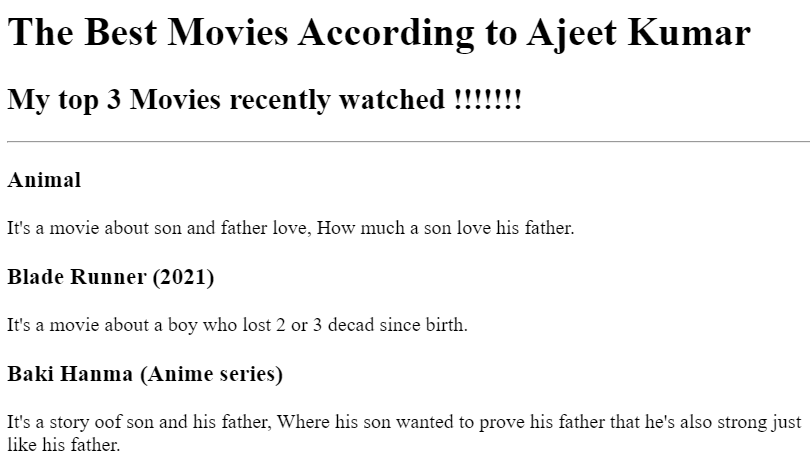 The Best Movies According to Ajeet Kumar
My top 3 Movies recently watched !!!!!!!
Animal
It's a movie about son and father love, How much a son love his father.
Blade Runner (2021)
It's a movie about a boy who lost 2 or 3 decad since birth.
Baki Hanma (Anime series)
It's a story oof son and his father, Where his son wanted to prove his father that he's also strong just
like his father.